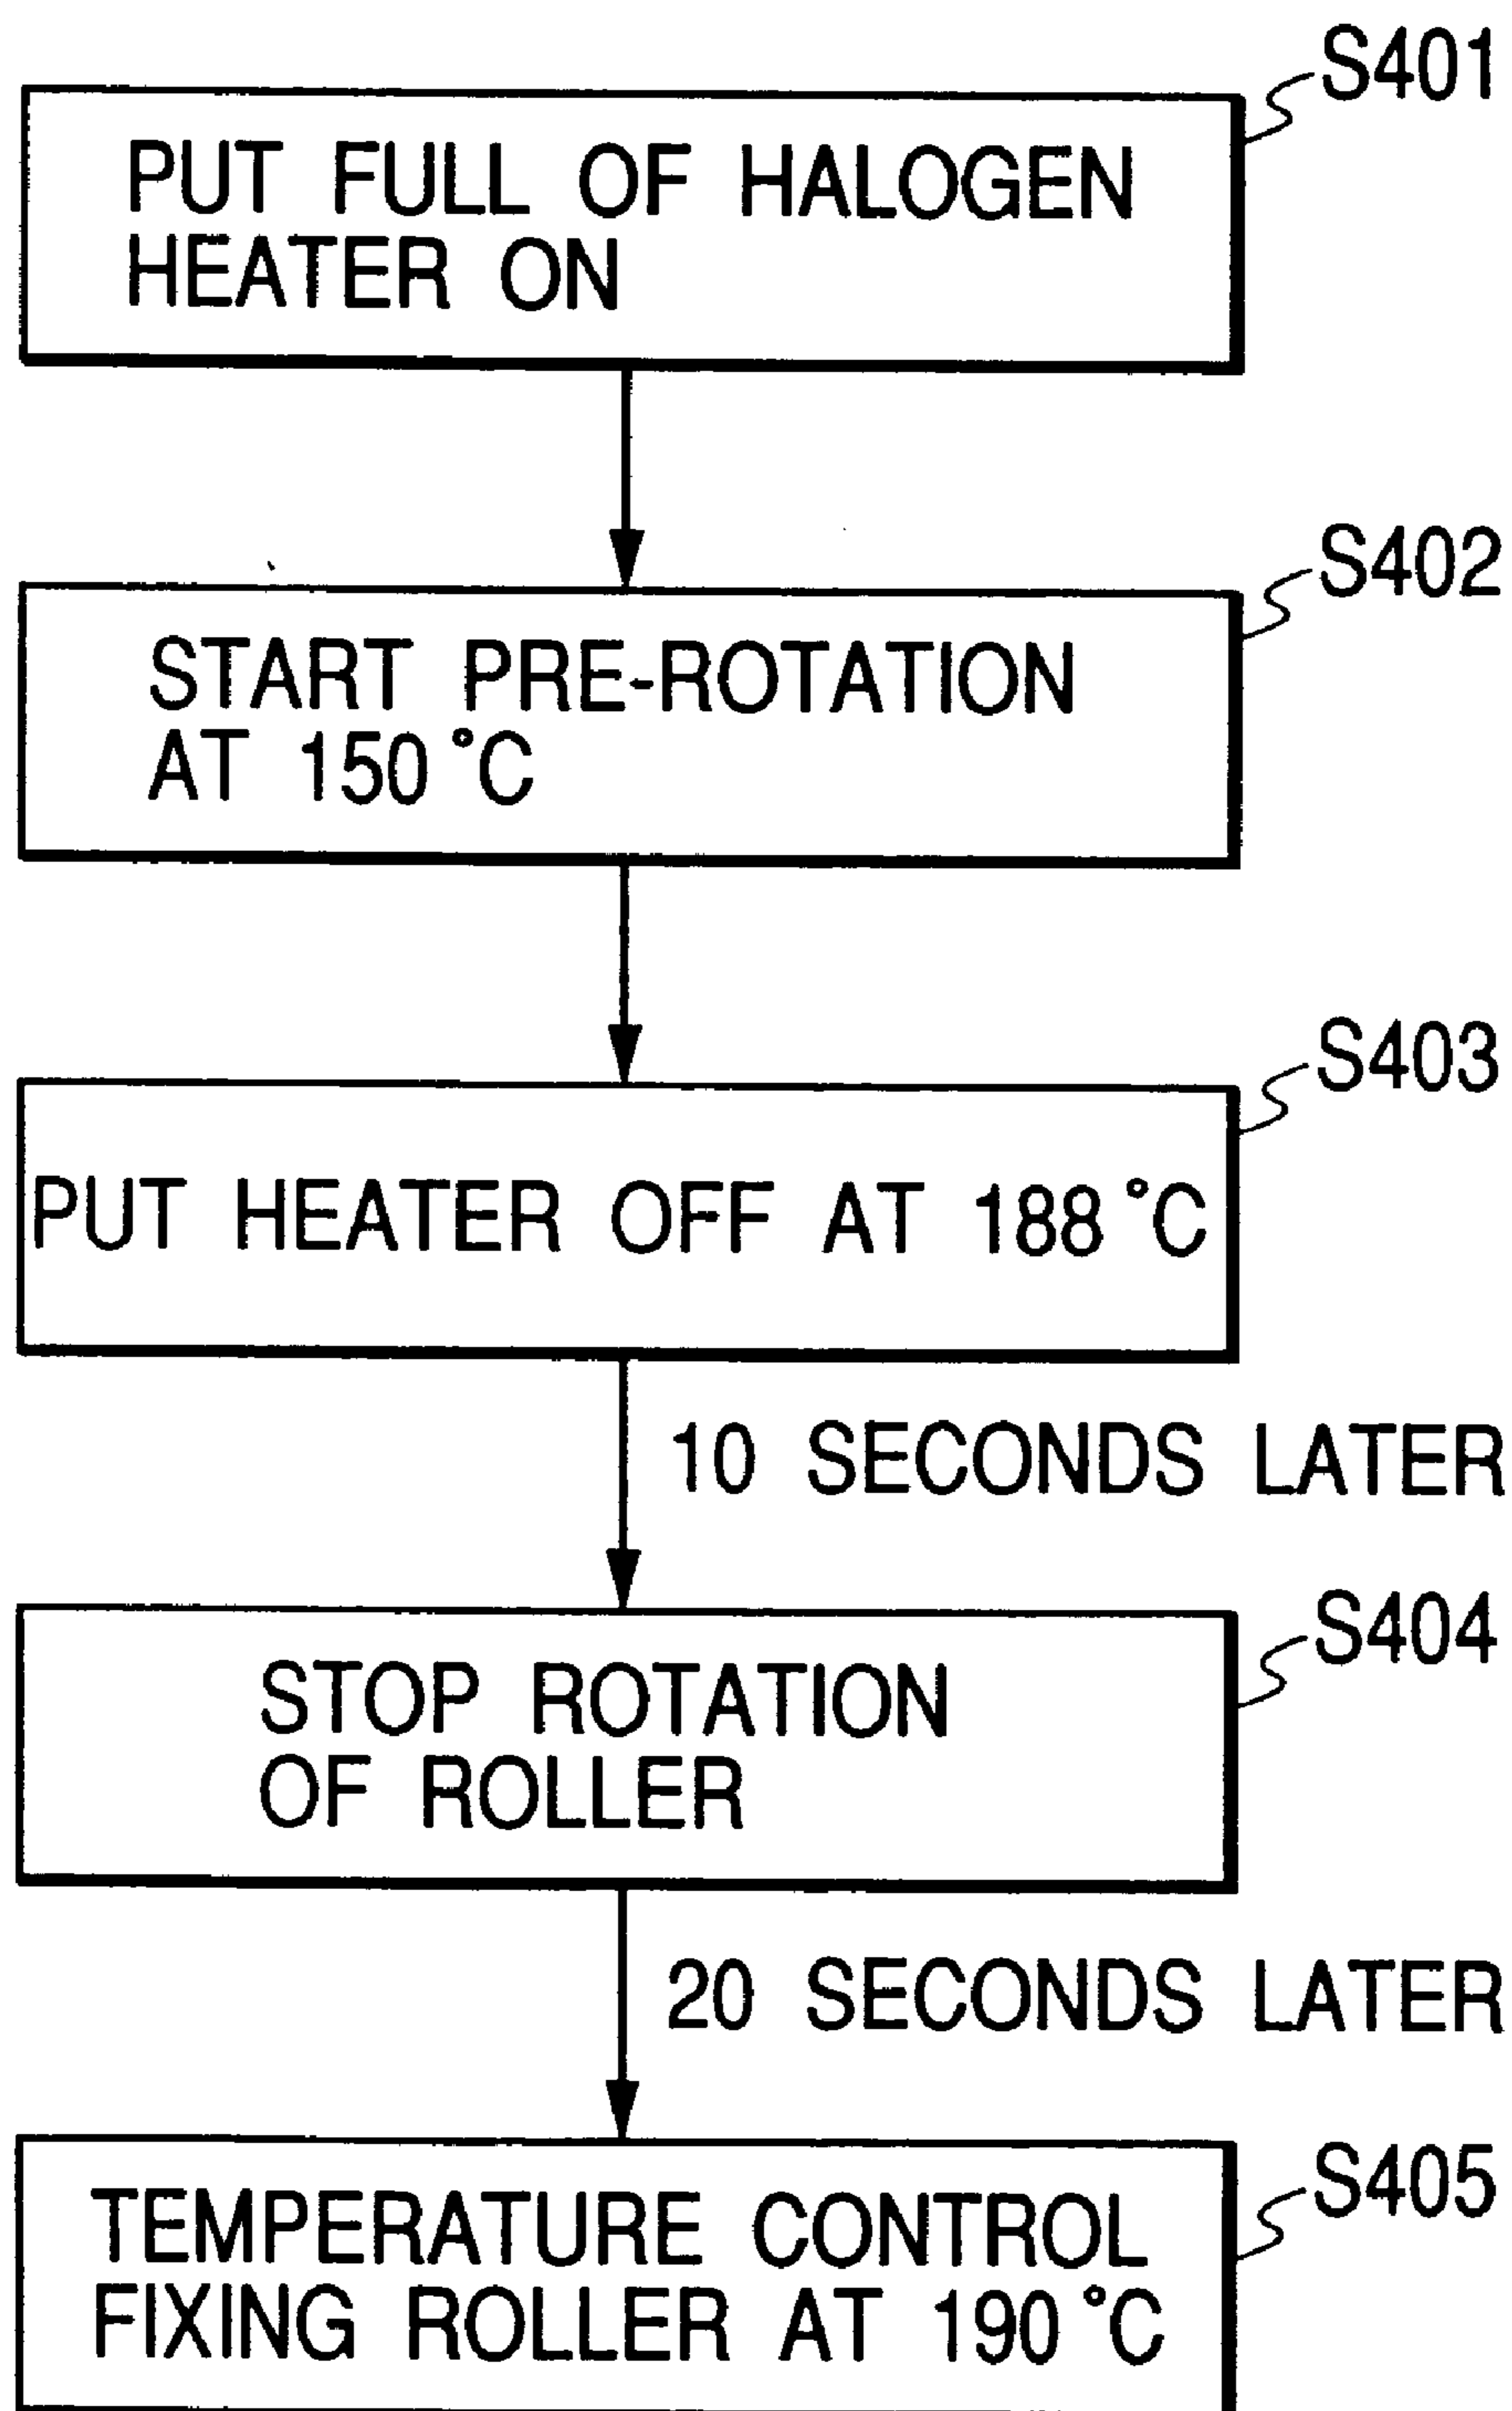 S401
PUT FULL OF HALOGEN
HEATER ON
S402
START PRE-ROTATION
AT 150°C
S403
PUT HEATER OFF AT 188°C
10 SECONDS LATER
S404
STOP ROTATION
OF ROLLER
20 SECONDS LATER
S405
TEMPERATURE CONTROL
FIXING ROLLER AT 190°C